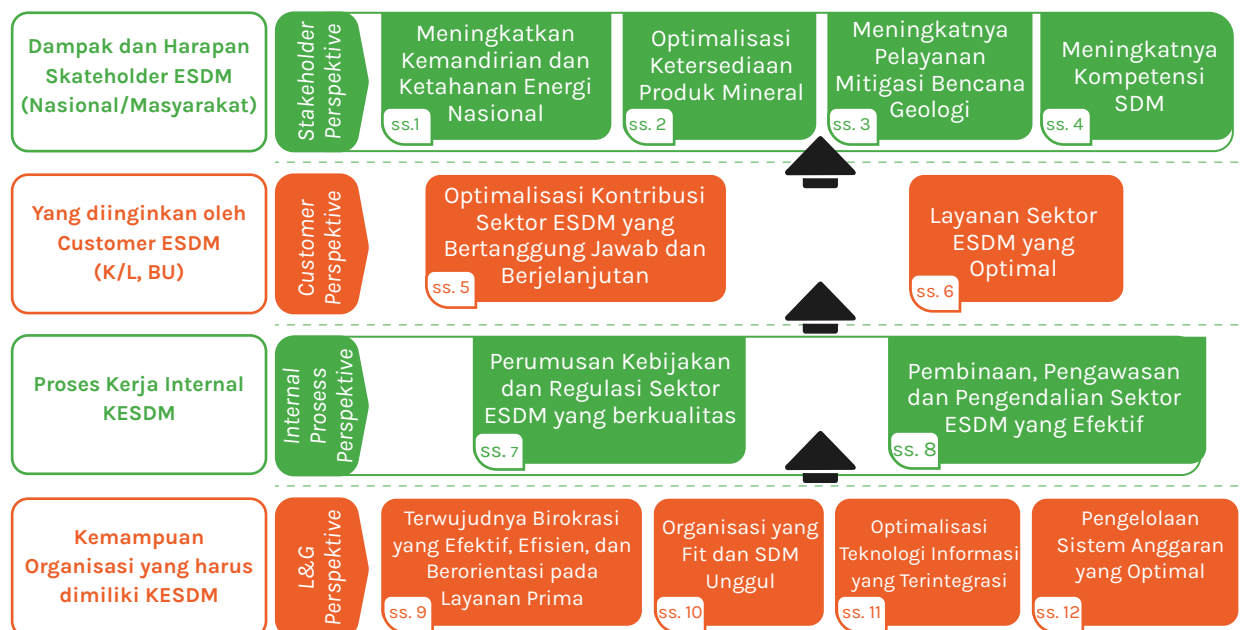 Dampak dan Harapan
Skateholder ESDM
(Nasional/Masyarakat)
Stakeholder
Perspektive
Meningkatkan
Kemandirian dan
Ketahanan Energi
Nasional
ss.1
Optimalisasi
Ketersediaan
Produk Mineral
ss. 2
Meningkatnya
Pelayanan
Mitigasi Bencana
Geologi
ss. 3
Meningkatnya
Kompetensi
SDM
ss. 4
Yang diinginkan oleh
Customer ESDM
(K/L, BU)
Customer
Perspektive
Optimalisasi Kontribusi
Sektor ESDM yang
Bertanggung Jawab dan
Berjelanjutan
ss. 5
Layanan Sektor
ESDM yang
Optimal
ss. 6
Proses Kerja Internal
KESDM
Internal
Prosess
Perspektive
Perumusan Kebijakan
dan Regulasi Sektor
ESDM yang berkualitas
ss. 7
Pembinaan, Pengawasan
dan Pengendalian Sektor
ESDM yang Efektif
ss. 8
Kemampuan
Organisasi yang harus
dimiliki KESDM
L&G
Perspektive
Terwujudnya Birokrasi
yang Efektif, Efisien, dan
Berorientasi pada
Layanan Prima
ss. 9
Organisasi yang
Fit dan SDM
Unggul
ss. 10
Optimalisasi
Teknologi Informasi
yang Terintegrasi
ss. 11
Pengelolaan
Sistem Anggaran
yang Optimal
ss. 12